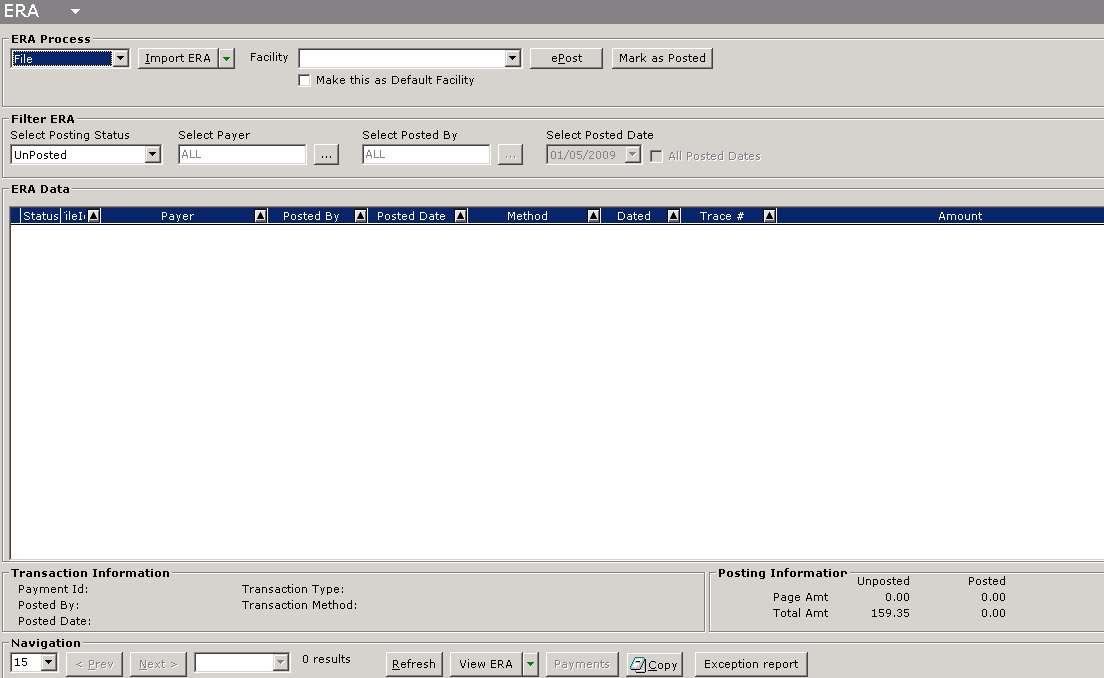 ERA
ERA Process
File Import ERA Facility ePost Mark as Posted
Make this as Default Facility
Filter ERA
Select Posting Status Select Payer Select Posted By Select Posted Date
UnPosted ALL ... ALL ... 01/05/2009 All Posted Dates
ERA Data
Status Payer Posted By Posted Date Method Dated Trace # Amount
Transaction Information
Payment Id: Transaction Type:
Posted By: Transaction Method:
Posted Date:
Posting Information
Unposted Posted
Page Amt 0.00 0.00
Total Amt 159.35 0.00
Navigation
15 < Prev Next > 0 results Refresh View ERA Payments Copy Exception report